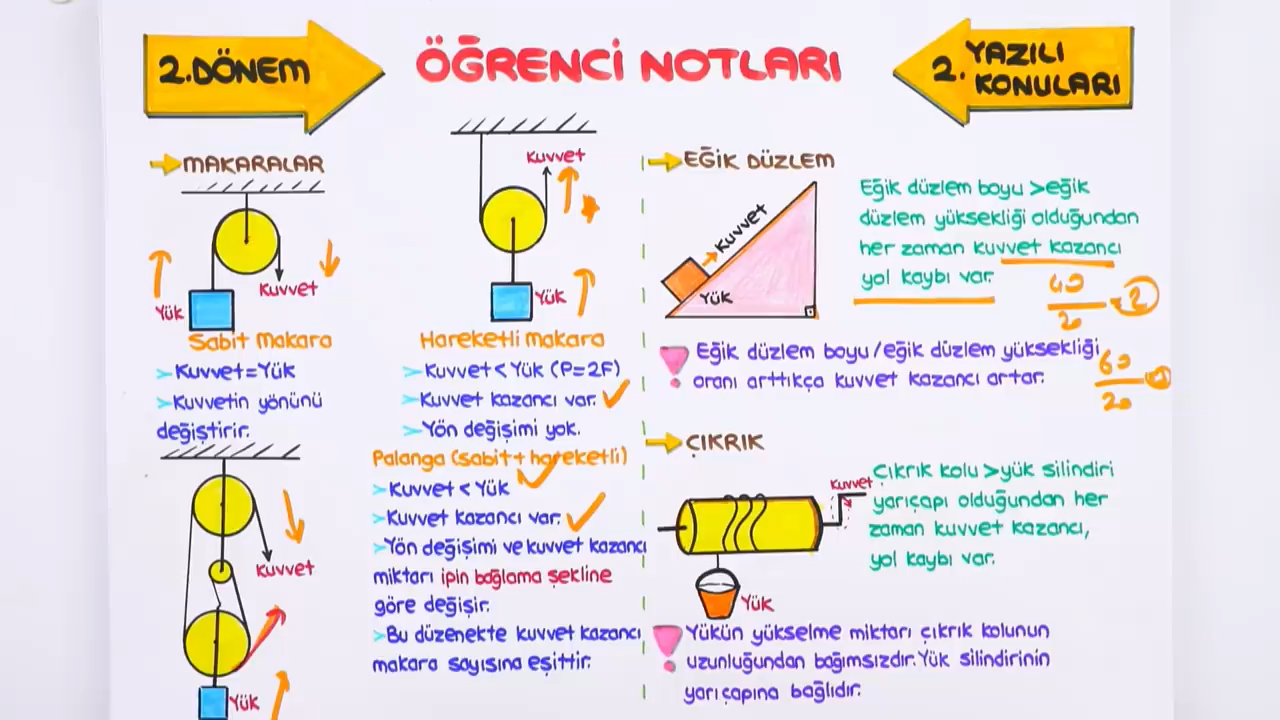 2.DÖNEM
ÖĞRENCİ NOTLARI
2. YAZILI
KONULARI
MAKARALAR
Kuvvet
Yük
Sabit Makara
Kuvvet=Yük
Kuvvetin yönünü
değiştirir.
Kuvvet
Yük
Hareketli makara
Kuvvet<Yük (P=2F)
Kuvvet kazancı var.
Yön değişimi yok.
Kuvvet
Yük
Palanga (sabit+hareketli)
Kuvvet<Yük
Kuvvet kazancı var.
Yön değişimi ve kuvvet kazancı
miktarı ipin bağlama şekline
göre değişir.
Bu düzenekte kuvvet kazancı
makara sayısına eşittir.
EĞİK DÜZLEM
Kuvvet
Yük
Eğik düzlem boyu >eğik
düzlem yüksekliği olduğundan
her zaman kuvvet kazancı
yol kaybı var.
40
20
2
! Eğik düzlem boyu/eğik düzlem yüksekliği
oranı arttıkça kuvvet kazancı artar.
60
20
ÇIKRIK
Kuvvet
Yük
Çıkrık kolu >yük silindiri
yarıçapı olduğundan her
zaman kuvvet kazancı,
yol kaybı var.
! Yükün yükselme miktarı çıkrık kolunun
uzunluğundan bağımsızdır. Yük silindirinin
yarıçapına bağlıdır.